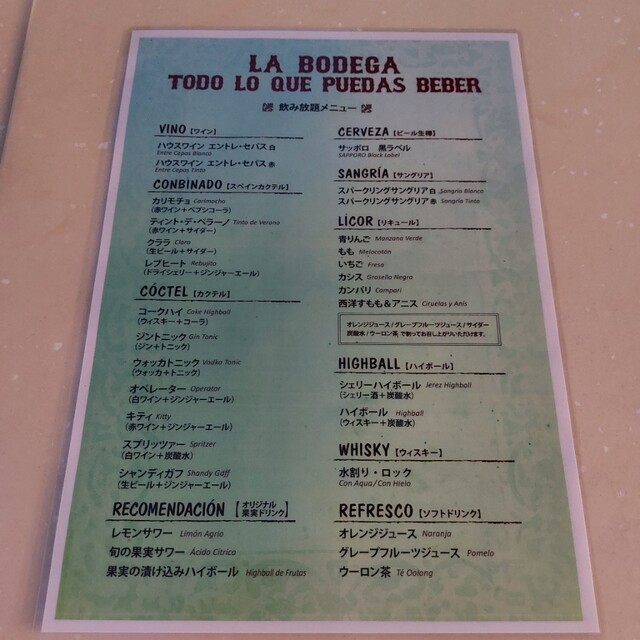 LA BODEGA
TODO LO QUE PUEDAS BEBER
飲み放題メニュー
VINO【ワイン】
ハウスワイン エントレ・セパス 白
Entre Cepas Blanco
ハウスワイン エントレ・セパス 赤
Entre Cepas Tinto
CONBINADO【スペインカクテル】
カリモチョ Carimocho
(赤ワイン+ペプシコーラ)
ティント・デ・ベラーノ Tinto de Verano
(赤ワイン+サイダー)
クララ Clara
(生ビール+サイダー)
レブヒート Rebujito
(ドライシェリー+ジンジャーエール)
CÓCTEL【カクテル】
コークハイ Coke Highball
(ウィスキー+コーラ)
ジントニック Gin Tonic
(ジン+トニック)
ウォッカトニック Vodka Tonic
(ウォッカ+トニック)
オペレーター Operator
(白ワイン+ジンジャーエール)
キティ Kitty
(赤ワイン+ジンジャーエール)
スプリッツァー Spritzer
(白ワイン+炭酸水)
シャンディガフ Shandy Gaff
(生ビール+ジンジャーエール)
RECOMENDACIÓN【オリジナル果実ドリンク】
レモンサワー Limón Agrio
旬の果実サワー Ácido Cítrico
果実の漬け込みハイボール Highball de Frutas
CERVEZA【ビール生樽】
サッポロ 黒ラベル
SAPPORO Black Label
SANGRÍA【サングリア】
スパークリングサングリア 白 Sangria Blanco
スパークリングサングリア 赤 Sangria Tinto
LÍCOR【リキュール】
青りんご Manzana Verde
もも Melocotón
いちご Fresa
カシス Grosella Negra
カンパリ Campari
西洋すもも&アニス Ciruelas y Anís
オレンジジュース/グレープフルーツジュース/サイダー
炭酸水/ウーロン茶 で割ってお召し上がりいただけます。
HIGHBALL【ハイボール】
シェリーハイボール Jerez Highball
(シェリー酒+炭酸水)
ハイボール Highball
(ウィスキー+炭酸水)
WHISKY【ウィスキー】
水割り・ロック
Con Aqua/Con Hielo
REFRESCO【ソフトドリンク】
オレンジジュース Naranja
グレープフルーツジュース Pomelo
ウーロン茶 Té Oolong